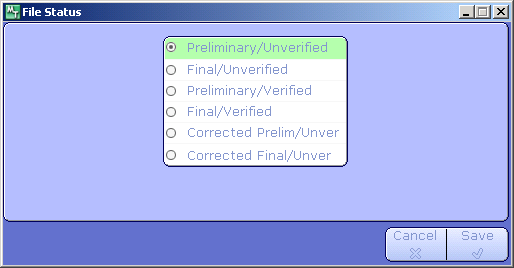 File Status
Preliminary/Unverified
Final/Unverified
Preliminary/Verified
Final/Verified
Corrected Prelim/Unver
Corrected Final/Unver
Cancel Save